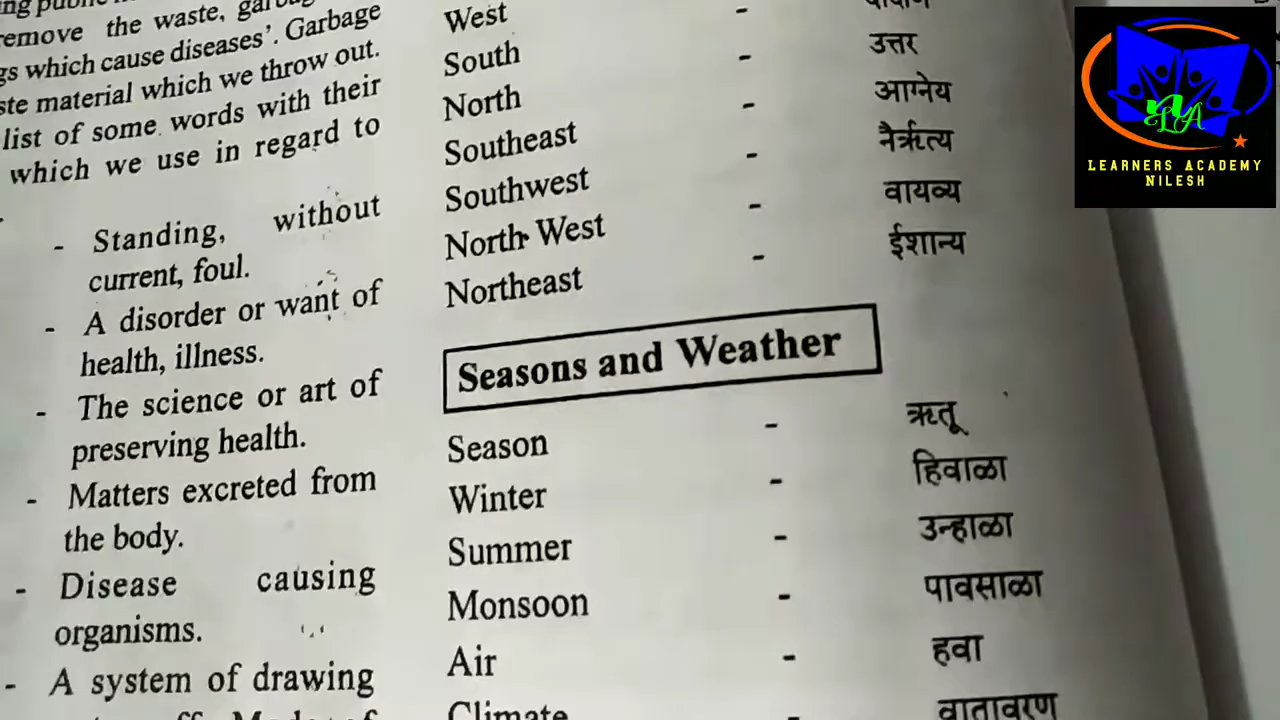 remove the waste,
gs which cause diseases'. Garbage
ste material which we throw out.
list of some words with their
which we use in regard to
- Standing, without
current, foul.
- A disorder or want of
health, illness.
- The science or art of
preserving health.
- Matters excreted from
the body.
- Disease causing
organisms.
- A system of drawing
West -
South - उत्तर
North - आग्नेय
Southeast - नैर्ऋत्य
Southwest - वायव्य
North West - ईशान्य
Northeast
Seasons and Weather
Season - ऋतू
Winter - हिवाळा
Summer - उन्हाळा
Monsoon - पावसाळा
Air - हवा
Climate - वातावरण
LYA
LEARNERS ACADEMY
NILESH